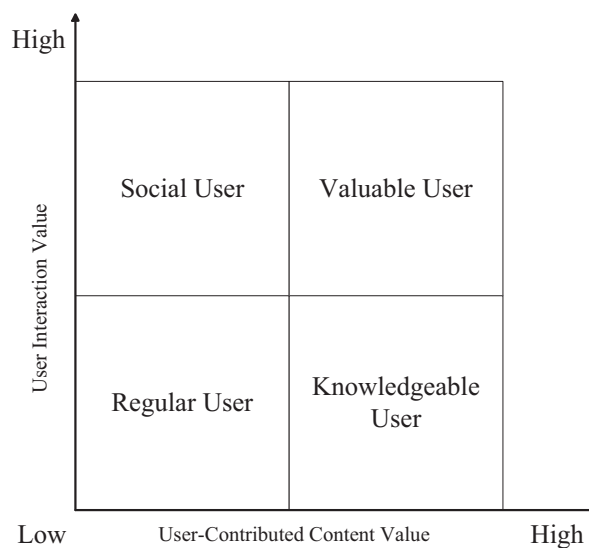 High
Social User
Valuable User
User Interaction Value
Regular User
Knowledgeable
User
Low
User-Contributed Content Value
High